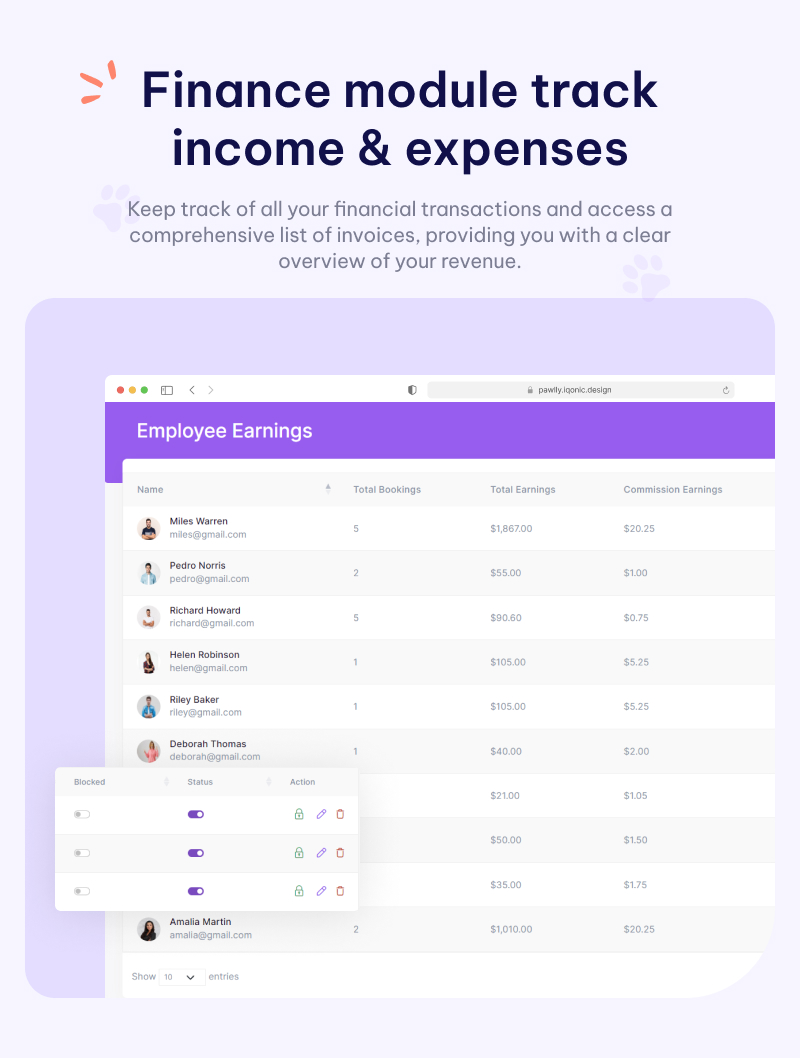 Finance module track
income & expenses
Keep track of all your financial transactions and access a
comprehensive list of invoices, providing you with a clear
overview of your revenue.
pawlly.iqonic.design
Employee Earnings
Name Total Bookings Total Earnings Commission Earnings
Miles Warren
miles@gmail.com
5 $1,867.00 $20.25
Pedro Norris
pedro@gmail.com
2 $55.00 $1.00
Richard Howard
richard@gmail.com
5 $90.60 $0.75
Helen Robinson
helen@gmail.com
1 $105.00 $5.25
Riley Baker
riley@gmail.com
1 $105.00 $5.25
Deborah Thomas
deborah@gmail.com
1 $40.00 $2.00
Blocked Status Action
$21.00 $1.05
$50.00 $1.50
$35.00 $1.75
Amalia Martin
amalia@gmail.com
2 $1,010.00 $20.25
Show 10 entries